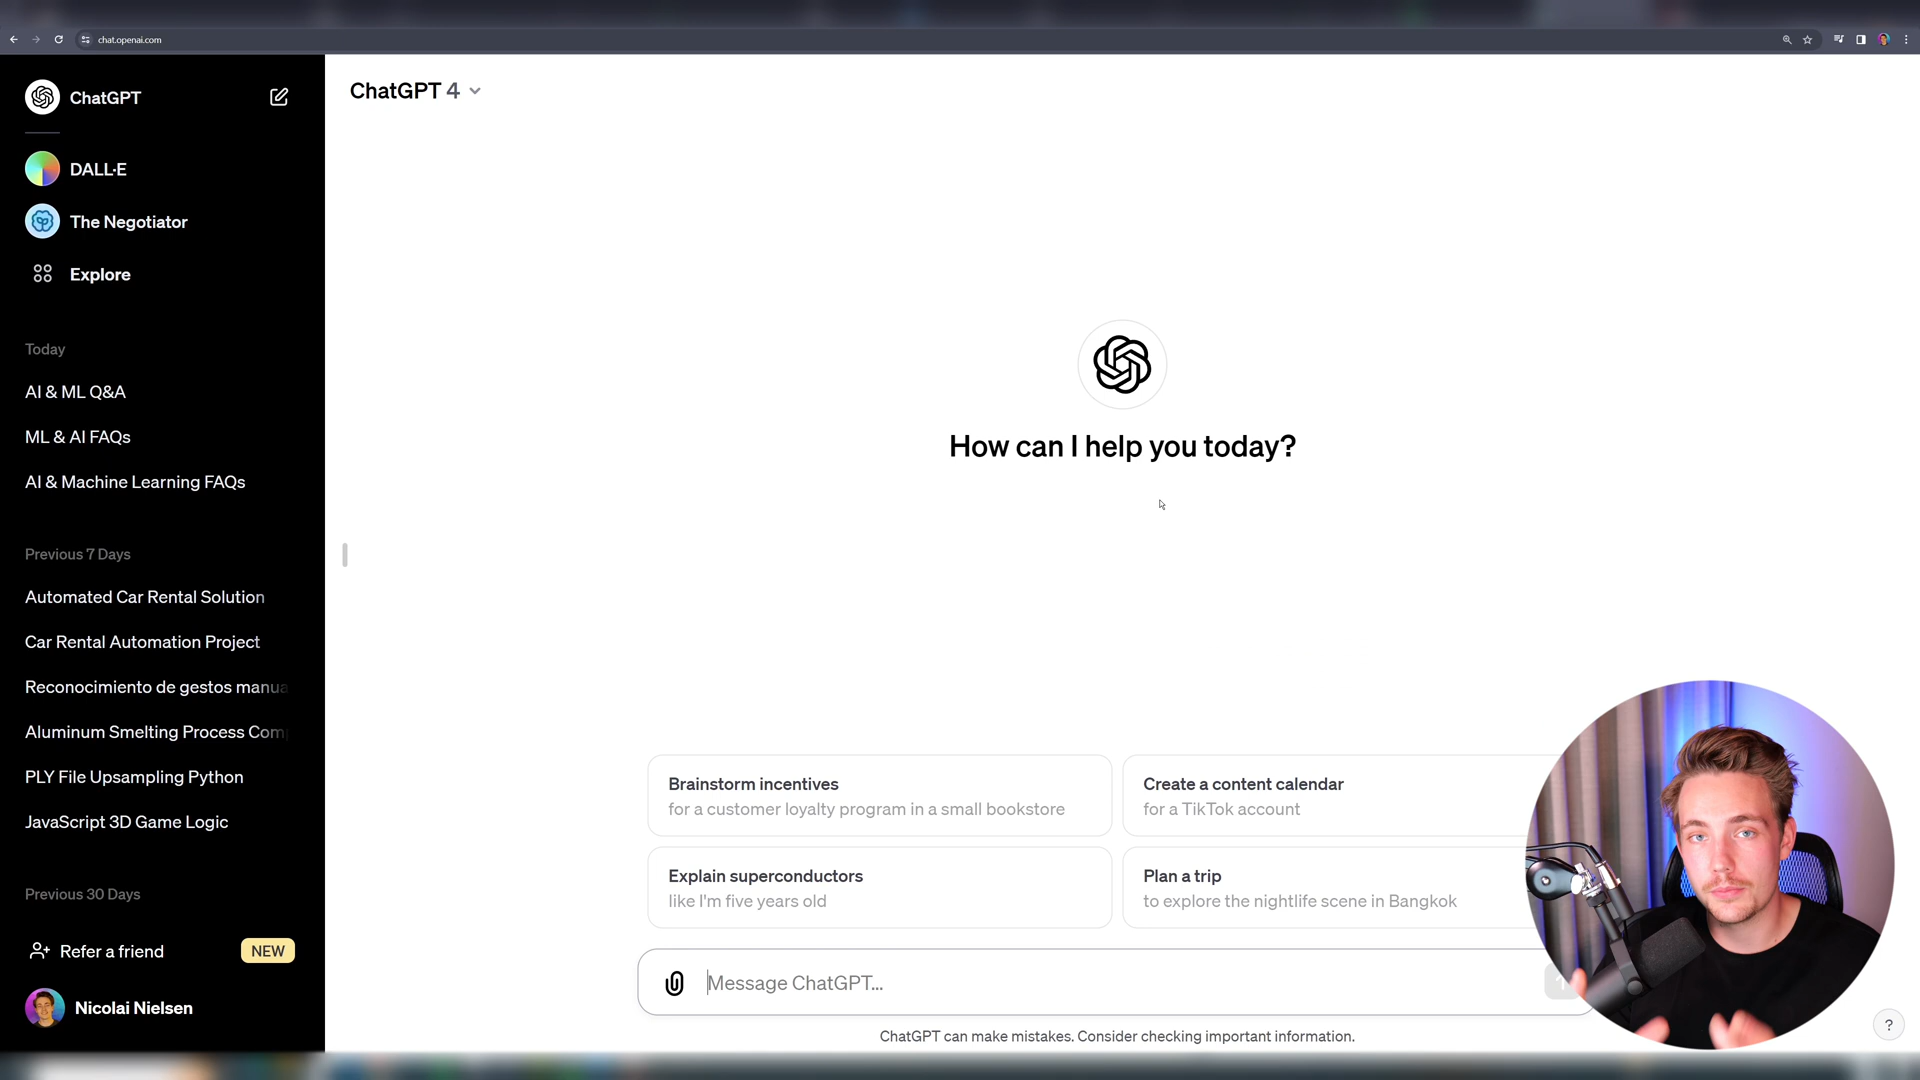 chat.openai.com
ChatGPT
DALL·E
The Negotiator
Explore
Today
AI & ML Q&A
ML & AI FAQs
AI & Machine Learning FAQs
Previous 7 Days
Automated Car Rental Solution
Car Rental Automation Project
Reconocimiento de gestos manua
Aluminum Smelting Process Com
PLY File Upsampling Python
JavaScript 3D Game Logic
Previous 30 Days
Refer a friend NEW
Nicolai Nielsen
ChatGPT 4
How can I help you today?
Brainstorm incentives
for a customer loyalty program in a small bookstore
Create a content calendar
for a TikTok account
Explain superconductors
like I'm five years old
Plan a trip
to explore the nightlife scene in Bangkok
Message ChatGPT...
ChatGPT can make mistakes. Consider checking important information.
?